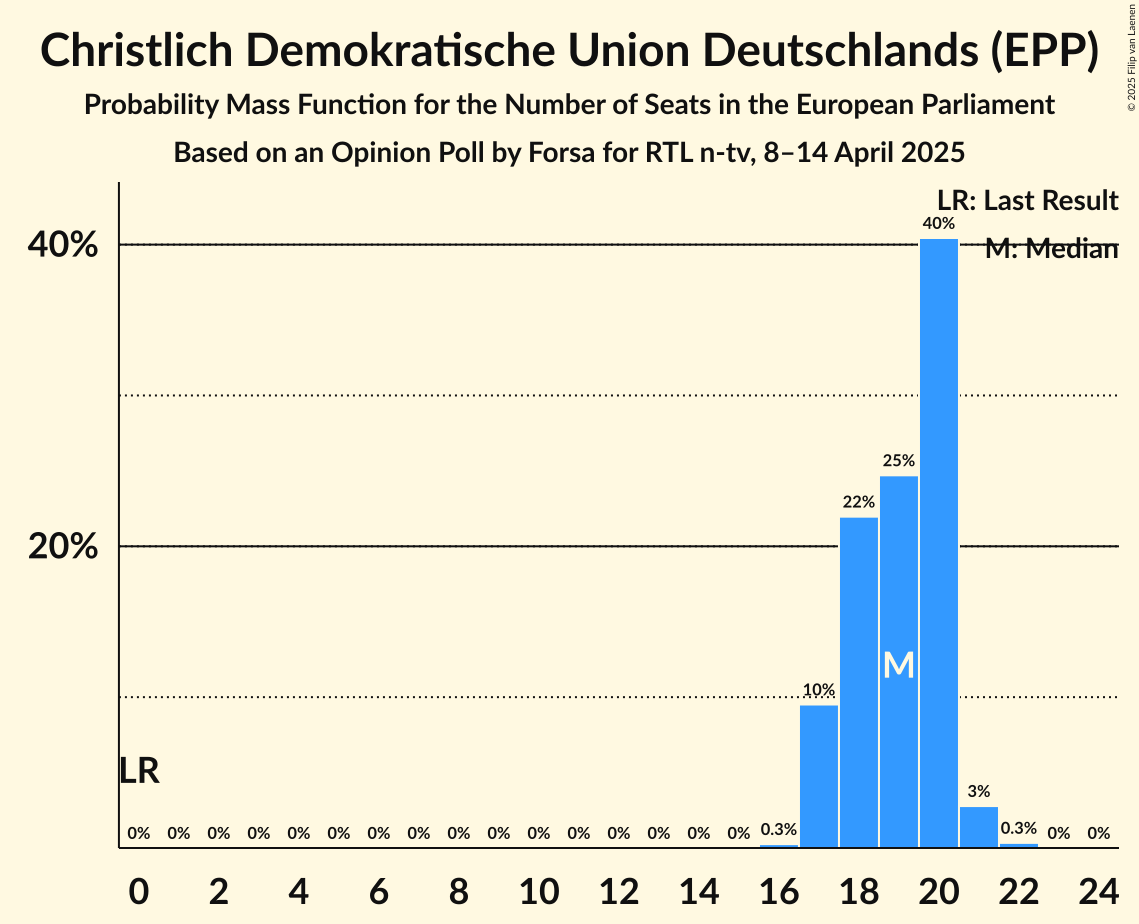 Christlich Demokratische Union Deutschlands (EPP)
Probability Mass Function for the Number of Seats in the European Parliament
Based on an Opinion Poll by Forsa for RTL n-tv, 8–14 April 2025
© 2025 Filip van Laenen
LR: Last Result
M: Median
40%
20%
40%
25%
22%
10%
3%
0.3%
0.3%
M
LR
0% 0% 0% 0% 0% 0% 0% 0% 0% 0% 0% 0% 0% 0% 0% 0% 0% 0%
0 2 4 6 8 10 12 14 16 18 20 22 24